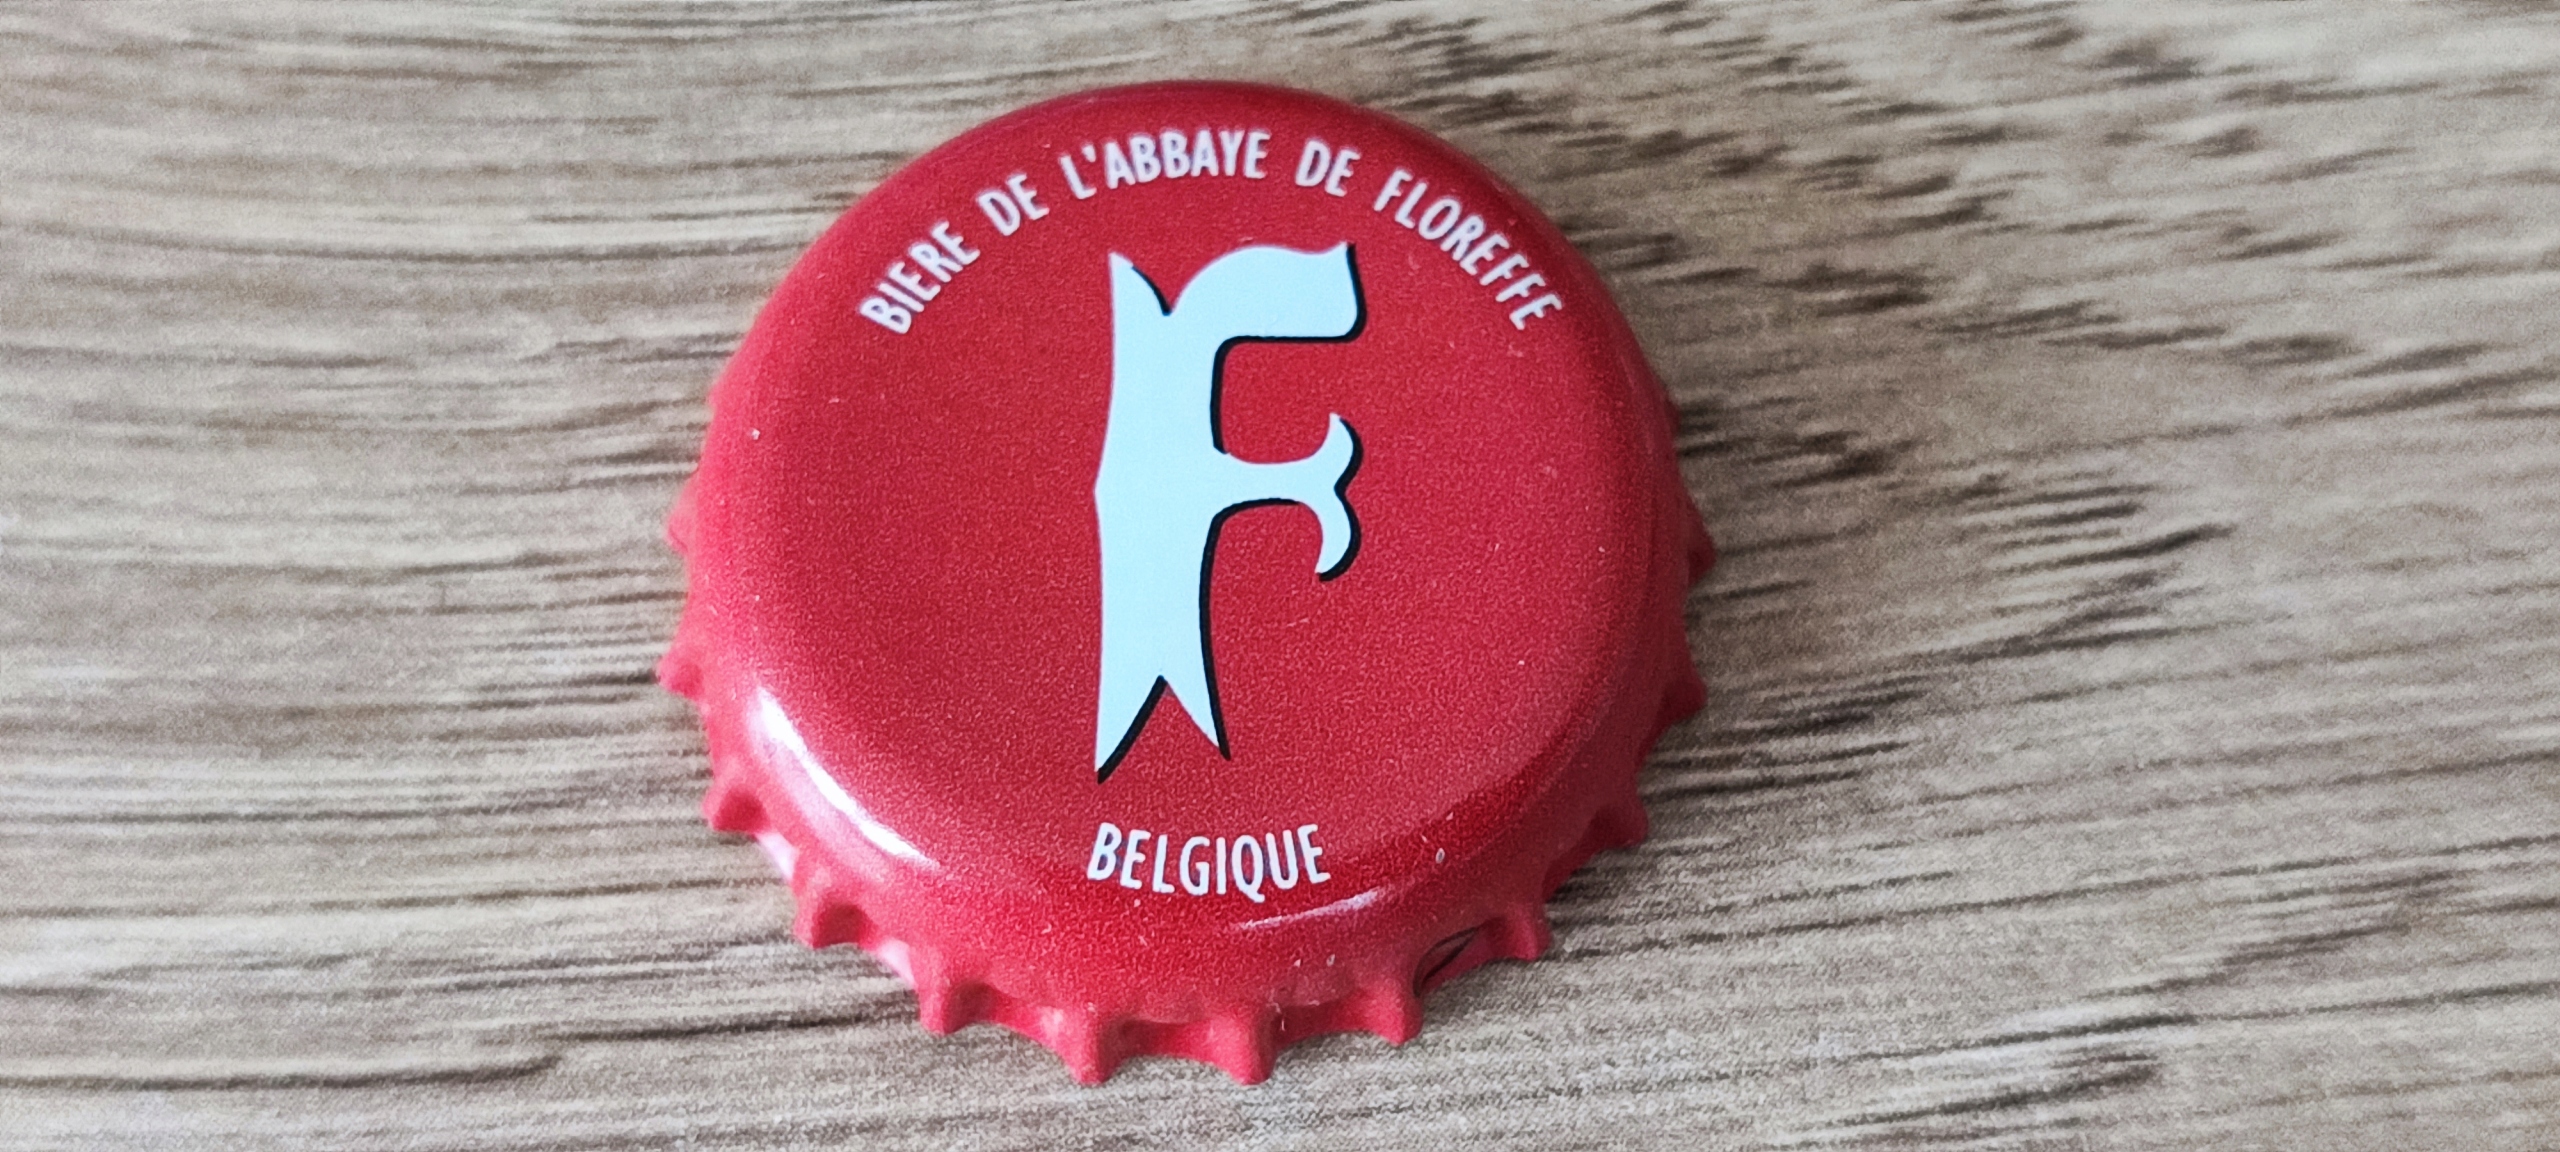 BIERE DE L'ABBAYE DE FLOREFFE
F
BELGIQUE